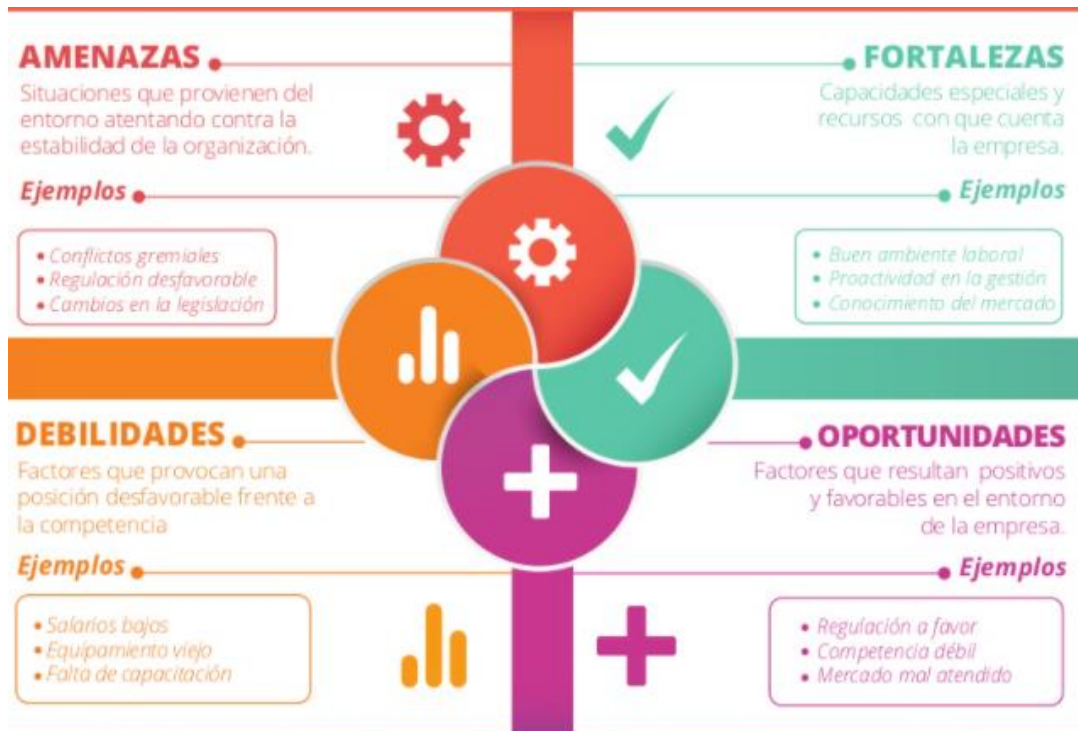 AMENAZAS
Situaciones que provienen del
entorno atentando contra la
estabilidad de la organización.
Ejemplos
• Conflictos gremiales
• Regulación desfavorable
• Cambios en la legislación
FORTALEZAS
Capacidades especiales y
recursos con que cuenta
la empresa.
Ejemplos
• Buen ambiente laboral
• Proactividad en la gestión
• Conocimiento del mercado
DEBILIDADES
Factores que provocan una
posición desfavorable frente a
la competencia
Ejemplos
• Salarios bajos
• Equipamiento viejo
• Falta de capacitación
OPORTUNIDADES
Factores que resultan positivos
y favorables en el entorno
de la empresa.
Ejemplos
• Regulación a favor
• Competencia débil
• Mercado mal atendido